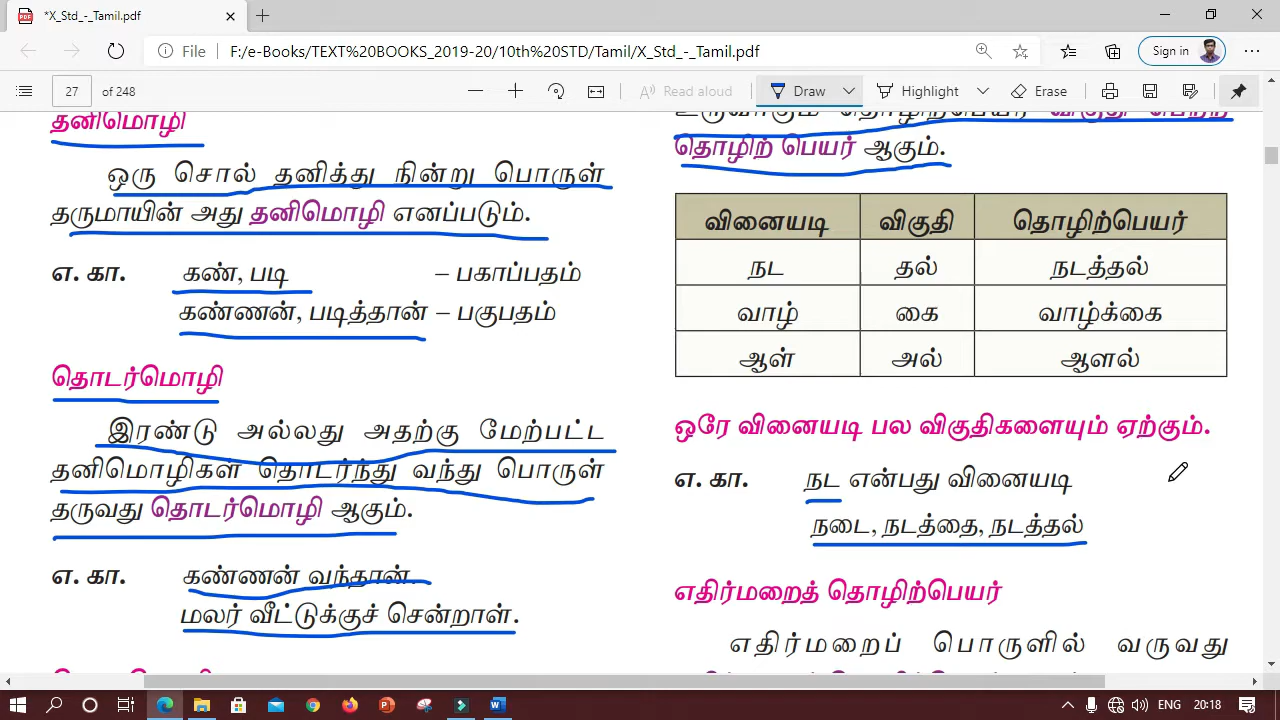 *X_Std_-_Tamil.pdf
File
F:/e-Books/TEXT%20BOOKS_2019-20/10th%20STD/Tamil/X_Std_-_Tamil.pdf
Sign in
27 of 248
Read aloud
Draw
Highlight
Erase
தனிமொழி
ஒரு சொல் தனித்து நின்று பொருள்
தருமாயின் அது தனிமொழி எனப்படும்.
எ. கா. கண், படி – பகாப்பதம்
கண்ணன், படித்தான் – பகுபதம்
தொடர்மொழி
இரண்டு அல்லது அதற்கு மேற்பட்ட
தனிமொழிகள் தொடர்ந்து வந்து பொருள்
தருவது தொடர்மொழி ஆகும்.
எ. கா. கண்ணன் வந்தான்.
மலர் வீட்டுக்குச் சென்றாள்.
உருவாகும் தொழிற்பெயர் விகுதி பெற்ற
தொழிற் பெயர் ஆகும்.
வினையடி விகுதி தொழிற்பெயர்
நட தல் நடத்தல்
வாழ் கை வாழ்க்கை
ஆள் அல் ஆளல்
ஒரே வினையடி பல விகுதிகளையும் ஏற்கும்.
எ. கா. நட என்பது வினையடி
நடை, நடத்தை, நடத்தல்
எதிர்மறைத் தொழிற்பெயர்
எதிர்மறைப் பொருளில் வருவது
ENG 20:18